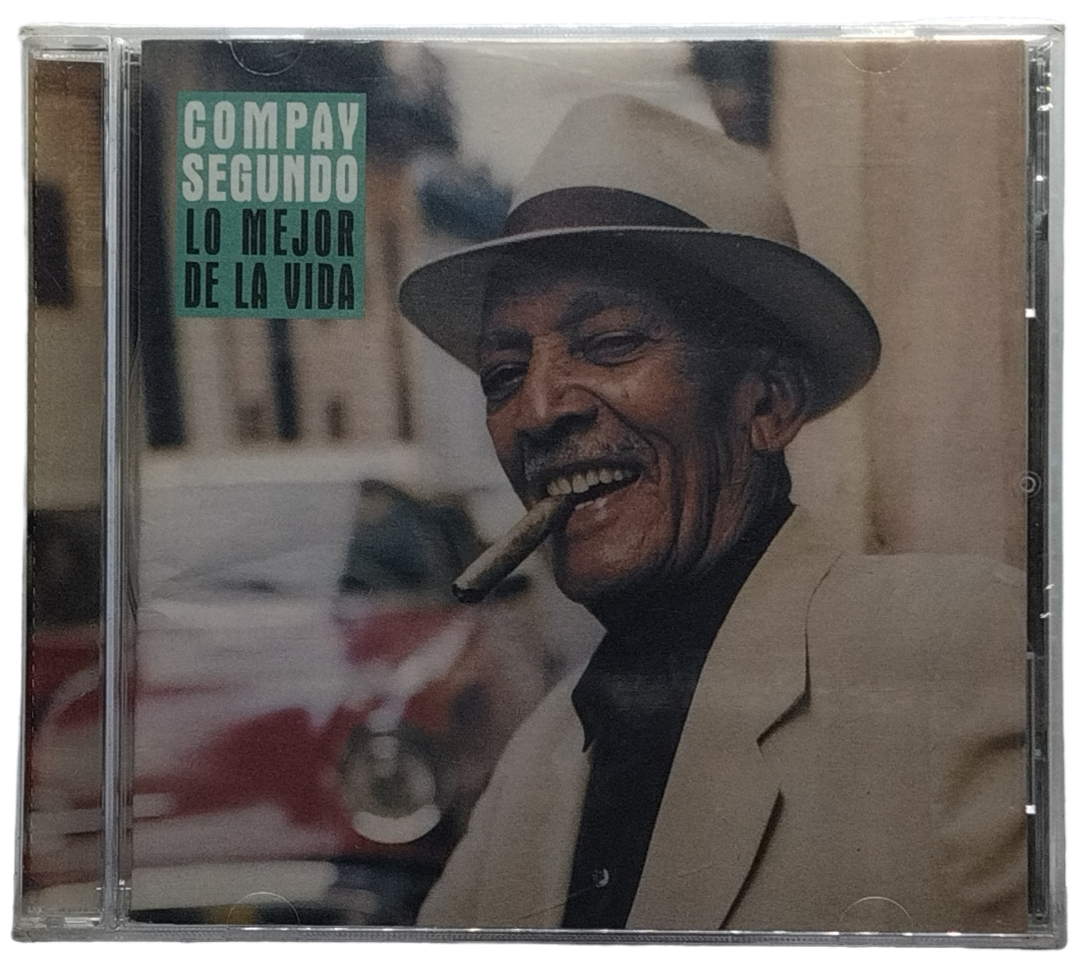 COMPAY
SEGUNDO
LO MEJOR
DE LA VIDA